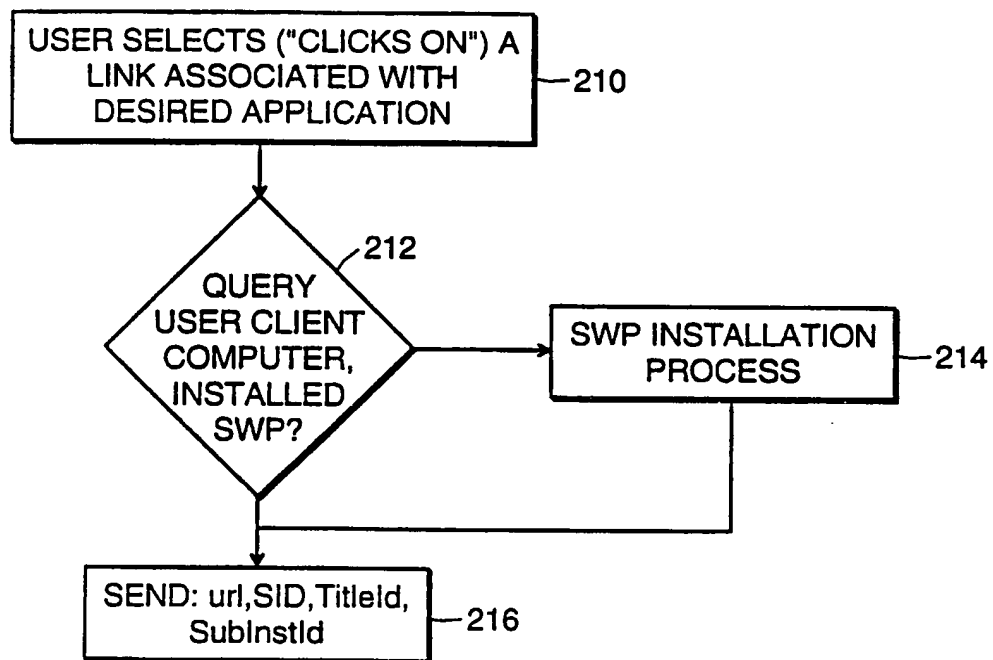 USER SELECTS ("CLICKS ON") A
LINK ASSOCIATED WITH
DESIRED APPLICATION
210
212
QUERY
USER CLIENT
COMPUTER,
INSTALLED
SWP?
SWP INSTALLATION
PROCESS
214
SEND: url,SID,TitleId,
SubInstId
216